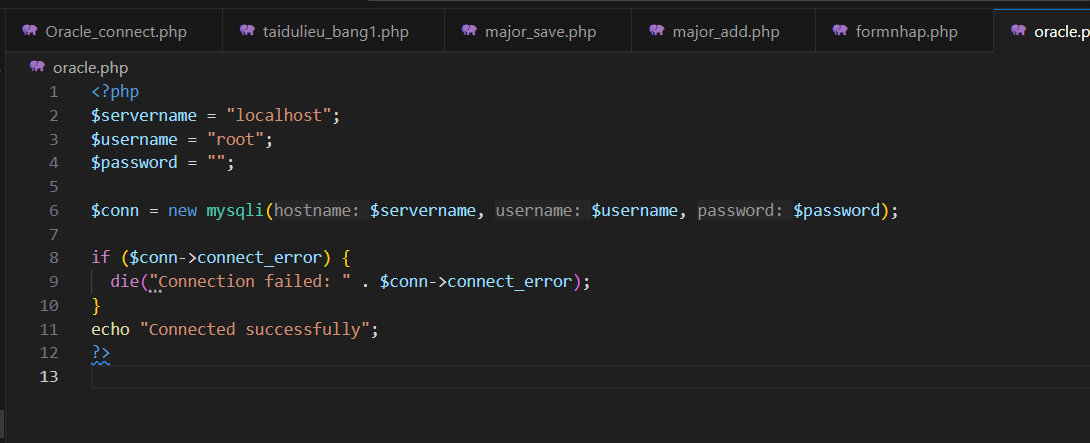 Oracle_connect.php taidulieu_bang1.php major_save.php major_add.php formnhap.php oracle.p
oracle.php
1 <?php
2 $servername = "localhost";
3 $username = "root";
4 $password = "";
5
6 $conn = new mysqli(hostname: $servername, username: $username, password: $password);
7
8 if ($conn->connect_error) {
9 die("Connection failed: " . $conn->connect_error);
10 }
11 echo "Connected successfully";
12 ?>
13